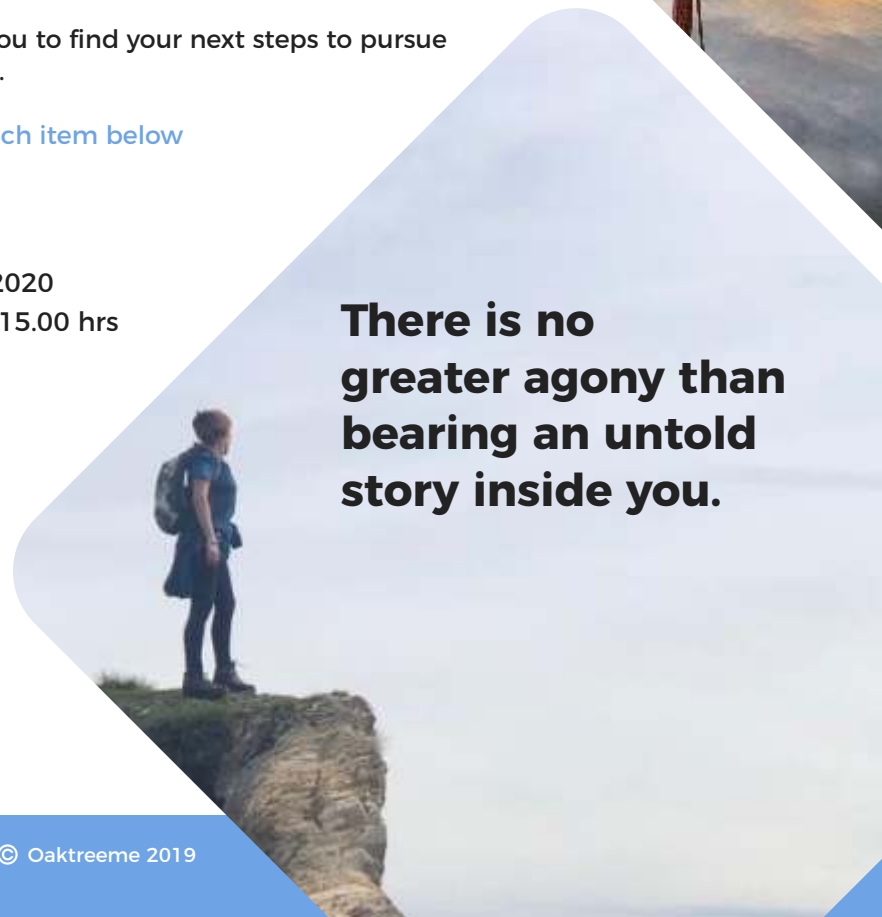 ou to find your next steps to pursue
.
ch item below
2020
15.00 hrs
There is no
greater agony than
bearing an untold
story inside you.
© Oaktreeme 2019